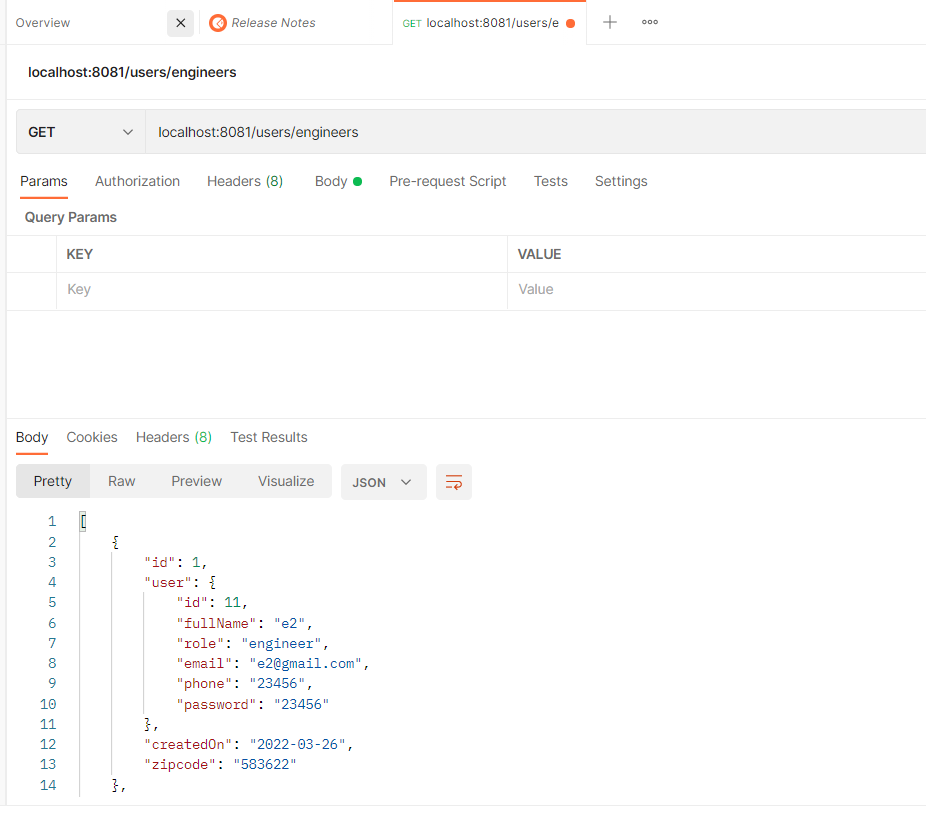 Overview Release Notes GET localhost:8081/users/e
localhost:8081/users/engineers
GET localhost:8081/users/engineers
Params Authorization Headers (8) Body Pre-request Script Tests Settings
Query Params
KEY VALUE
Key Value
Body Cookies Headers (8) Test Results
Pretty Raw Preview Visualize JSON
1 [
2 {
3 "id": 1,
4 "user": {
5 "id": 11,
6 "fullName": "e2",
7 "role": "engineer",
8 "email": "e2@gmail.com",
9 "phone": "23456",
10 "password": "23456"
11 },
12 "createdOn": "2022-03-26",
13 "zipcode": "583622"
14 },